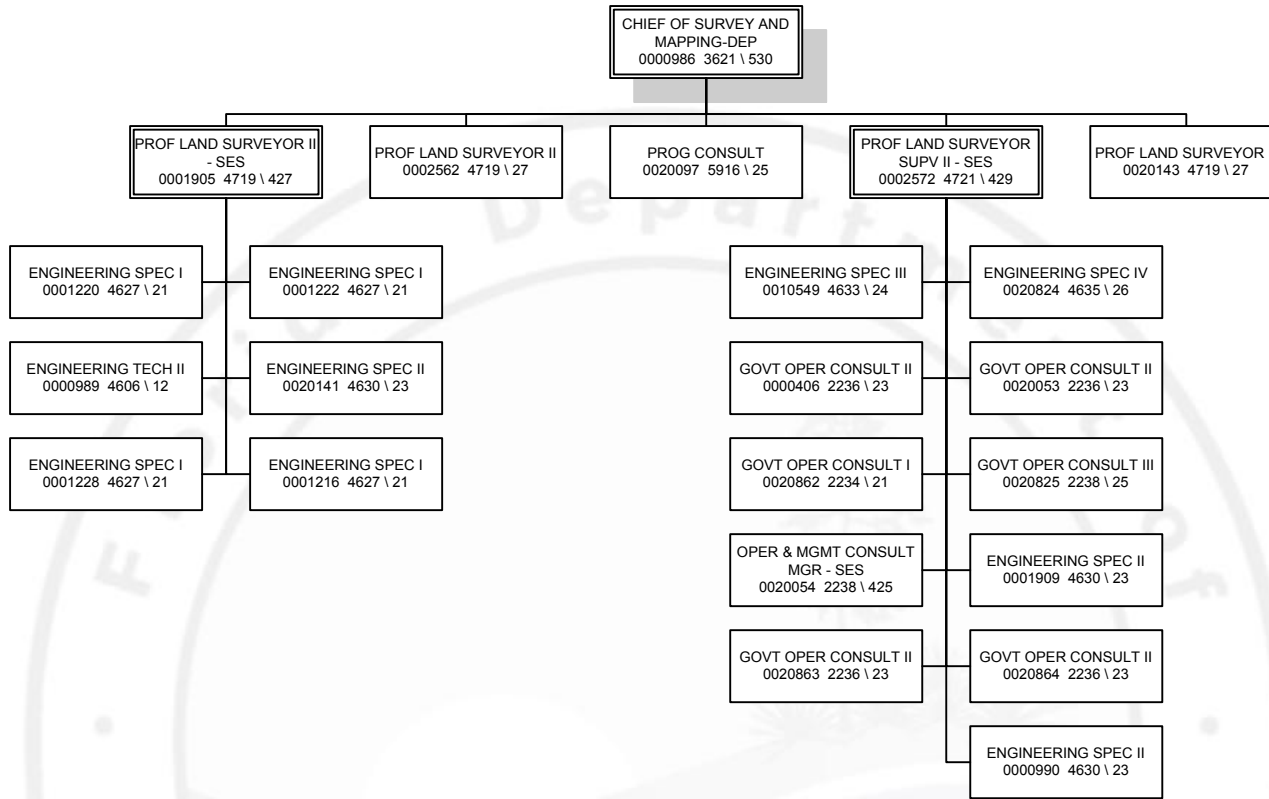 CHIEF OF SURVEY AND
MAPPING-DEP
0000986 3621 \ 530
PROF LAND SURVEYOR II
- SES
0001905 4719 \ 427
PROF LAND SURVEYOR II
0002562 4719 \ 27
PROG CONSULT
0020097 5916 \ 25
PROF LAND SURVEYOR
SUPV II - SES
0002572 4721 \ 429
PROF LAND SURVEYOR
0020143 4719 \ 27
ENGINEERING SPEC I
0001220 4627 \ 21
ENGINEERING SPEC I
0001222 4627 \ 21
ENGINEERING TECH II
0000989 4606 \ 12
ENGINEERING SPEC II
0020141 4630 \ 23
ENGINEERING SPEC I
0001228 4627 \ 21
ENGINEERING SPEC I
0001216 4627 \ 21
ENGINEERING SPEC III
0010549 4633 \ 24
ENGINEERING SPEC IV
0020824 4635 \ 26
GOVT OPER CONSULT II
0000406 2236 \ 23
GOVT OPER CONSULT II
0020053 2236 \ 23
GOVT OPER CONSULT I
0020862 2234 \ 21
GOVT OPER CONSULT III
0020825 2238 \ 25
OPER & MGMT CONSULT
MGR - SES
0020054 2238 \ 425
ENGINEERING SPEC II
0001909 4630 \ 23
GOVT OPER CONSULT II
0020863 2236 \ 23
GOVT OPER CONSULT II
0020864 2236 \ 23
ENGINEERING SPEC II
0000990 4630 \ 23
Florida Department of